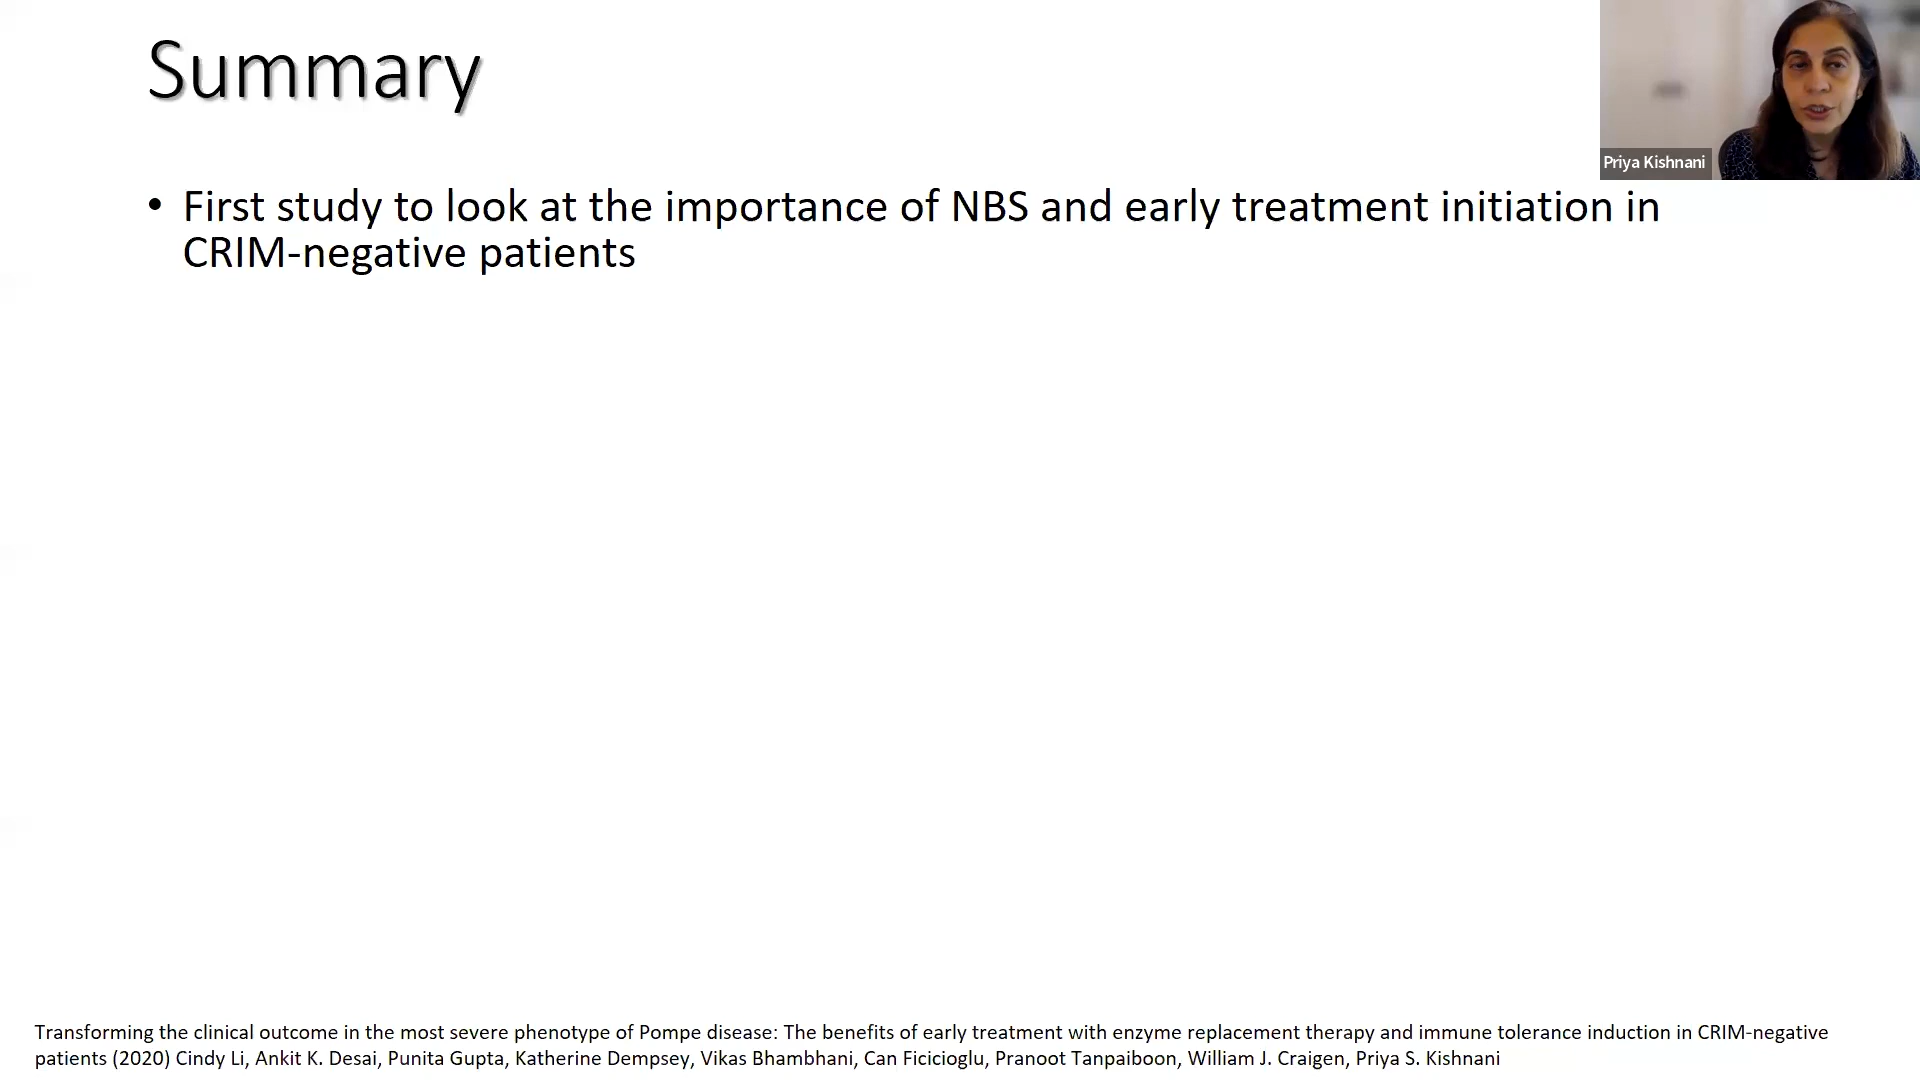 Summary
Priya Kishnani
• First study to look at the importance of NBS and early treatment initiation in
CRIM-negative patients
Transforming the clinical outcome in the most severe phenotype of Pompe disease: The benefits of early treatment with enzyme replacement therapy and immune tolerance induction in CRIM-negative
patients (2020) Cindy Li, Ankit K. Desai, Punita Gupta, Katherine Dempsey, Vikas Bhambhani, Can Ficicioglu, Pranoot Tanpaiboon, William J. Craigen, Priya S. Kishnani